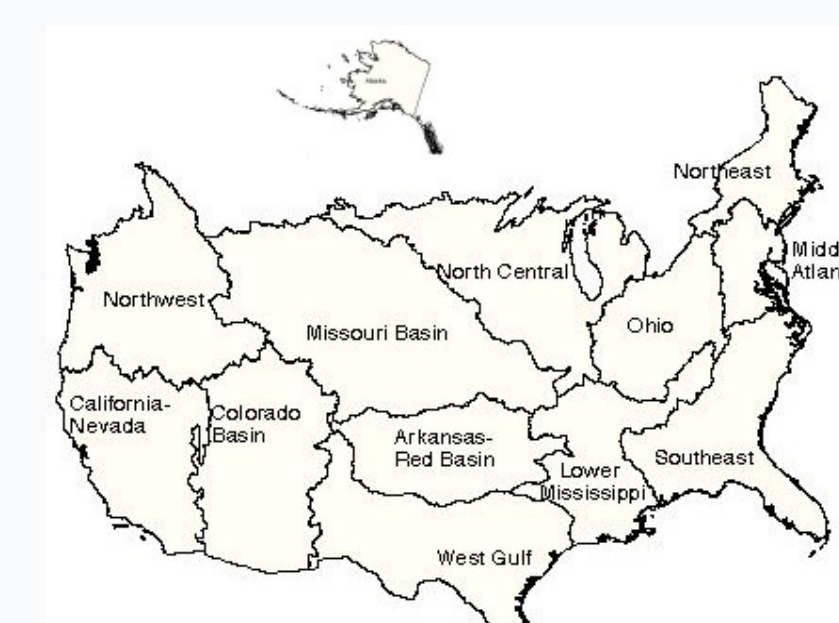 Alaska
Northeast
Midd
Atlan
North Central
Northwest
Ohio
Missouri Basin
California-
Nevada
Colorado
Basin
Arkansas-
Red Basin
Southeast
Lower
Mississippi
West Gulf